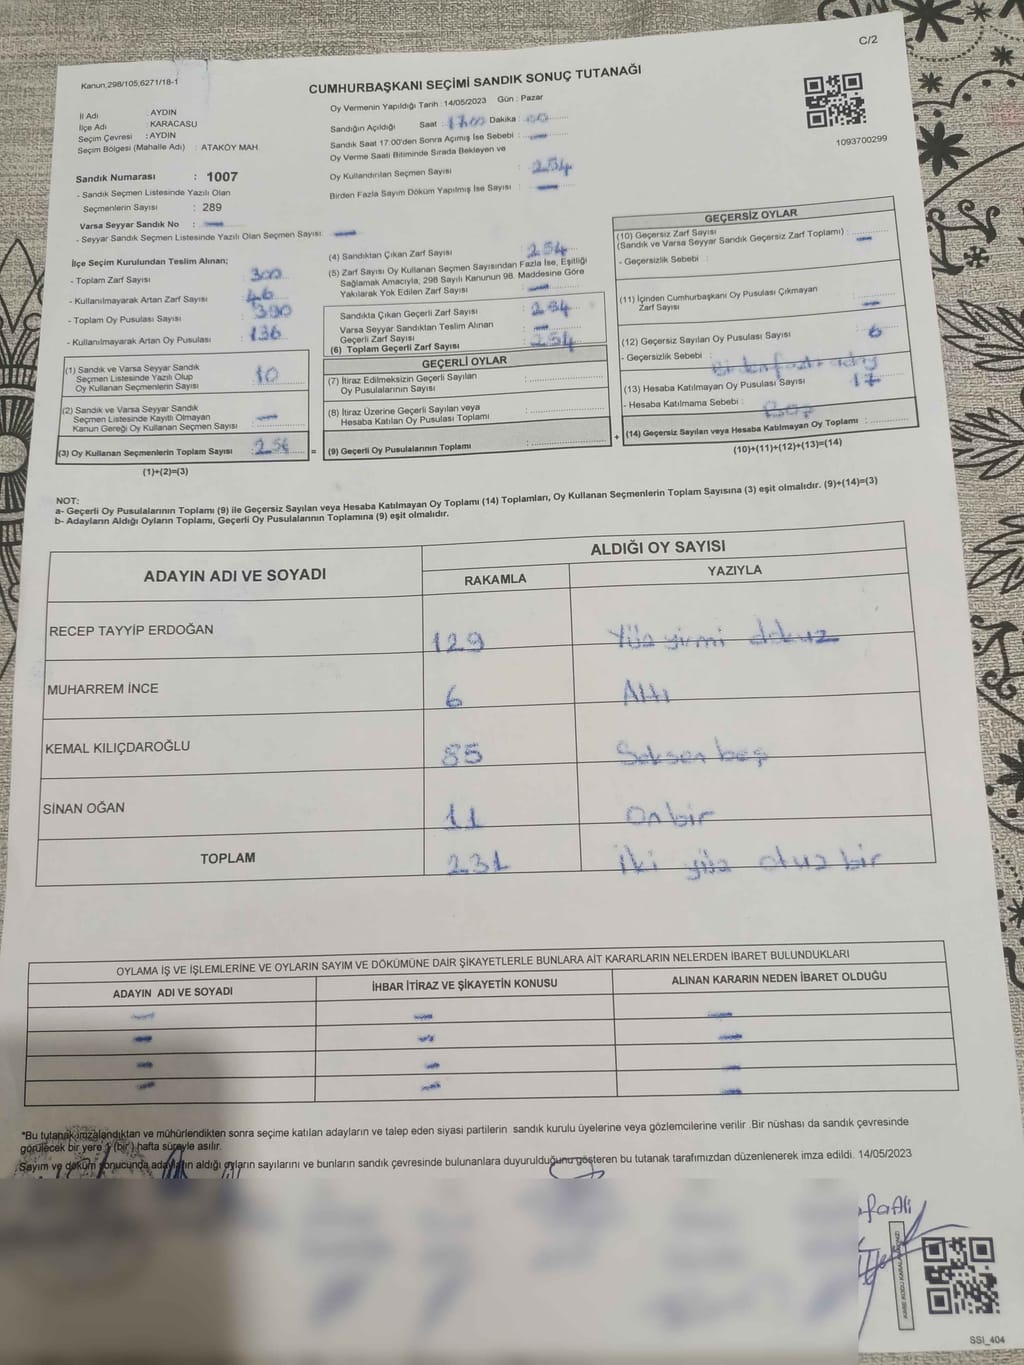 C/2
Kanun,298/105,6271/18-1
CUMHURBAŞKANI SEÇİMİ SANDIK SONUÇ TUTANAĞI
İl Adı : AYDIN
İlçe Adı : KARACASU
Seçim Çevresi : AYDIN
Seçim Bölgesi (Mahalle Adı) : ATAKÖY MAH.
Sandık Numarası : 1007
- Sandık Seçmen Listesinde Yazılı Olan
Seçmenlerin Sayısı : 289
Varsa Seyyar Sandık No : —
- Seyyar Sandık Seçmen Listesinde Yazılı Olan Seçmen Sayısı: —
Oy Vermenin Yapıldığı Tarih : 14/05/2023 Gün : Pazar
Sandığın Açıldığı Saat : 17:00 Dakika : 00
Sandık Saat 17:00'den Sonra Açımış İse Sebebi : —
Oy Verme Saati Bitiminde Sırada Bekleyen ve
Oy Kullandırılan Seçmen Sayısı : 254
Birden Fazla Sayım Döküm Yapılmış İse Sayısı : —
1093700299
İlçe Seçim Kurulundan Teslim Alınan;
- Toplam Zarf Sayısı : 300
- Kullanılmayarak Artan Zarf Sayısı : 46
- Toplam Oy Pusulası Sayısı : 390
- Kullanılmayarak Artan Oy Pusulası : 136
(1) Sandık ve Varsa Seyyar Sandık
Seçmen Listesinde Yazılı Olup
Oy Kullanan Seçmenlerin Sayısı : 10
(2) Sandık ve Varsa Seyyar Sandık
Seçmen Listesinde Kayıtlı Olmayan
Kanun Gereği Oy Kullanan Seçmen Sayısı : —
(3) Oy Kullanan Seçmenlerin Toplam Sayısı :
(1)+(2)=(3)
(4) Sandıktan Çıkan Zarf Sayısı : 254
(5) Zarf Sayısı Oy Kullanan Seçmen Sayısından Fazla İse, Eşitliği
Sağlamak Amacıyla, 298 Sayılı Kanunun 98. Maddesine Göre
Yakılarak Yok Edilen Zarf Sayısı : —
Sandıkta Çıkan Geçerli Zarf Sayısı : 254
Varsa Seyyar Sandıktan Teslim Alınan
Geçerli Zarf Sayısı : —
(6) Toplam Geçerli Zarf Sayısı : 254
GEÇERLİ OYLAR
(7) İtiraz Edilmeksizin Geçerli Sayılan
Oy Pusulasının Sayısı :
(8) İtiraz Üzerine Geçerli Sayılan veya
Hesaba Katılan Oy Pusulası Toplamı :
= (9) Geçerli Oy Pusulalarının Toplamı :
GEÇERSİZ OYLAR
(10) Geçersiz Zarf Sayısı
(Sandık ve Varsa Seyyar Sandık Geçersiz Zarf Toplamı) : —
- Geçersizlik Sebebi :
(11) İçinden Cumhurbaşkanı Oy Pusulası Çıkmayan
Zarf Sayısı : —
(12) Geçersiz Sayılan Oy Pusulası Sayısı : 6
- Geçersizlik Sebebi :
(13) Hesaba Katılmayan Oy Pusulası Sayısı : 17
- Hesaba Katılmama Sebebi : Boş
+ (14) Geçersiz Sayılan veya Hesaba Katılmayan Oy Toplamı :
(10)+(11)+(12)+(13)=(14)
NOT:
a- Geçerli Oy Pusulalarının Toplamı (9) ile Geçersiz Sayılan veya Hesaba Katılmayan Oy Toplamı (14) Toplamları, Oy Kullanan Seçmenlerin Toplam Sayısına (3) eşit olmalıdır. (9)+(14)=(3)
b- Adayların Aldığı Oyların Toplamı, Geçerli Oy Pusulalarının Toplamına (9) eşit olmalıdır.
ADAYIN ADI VE SOYADI
ALDIĞI OY SAYISI
RAKAMLA YAZIYLA
RECEP TAYYİP ERDOĞAN 129 Yüz yirmi dokuz
MUHARREM İNCE 6 Altı
KEMAL KILIÇDAROĞLU 85 Seksen beş
SİNAN OĞAN 11 On bir
TOPLAM 231 İki yüz otuz bir
OYLAMA İŞ VE İŞLEMLERİNE VE OYLARIN SAYIM VE DÖKÜMÜNE DAİR ŞİKAYETLERLE BUNLARA AİT KARARLARIN NELERDEN İBARET BULUNDUKLARI
ADAYIN ADI VE SOYADI İHBAR İTİRAZ VE ŞİKAYETİN KONUSU ALINAN KARARIN NEDEN İBARET OLDUĞU
— — —
— — —
— — —
— — —
*Bu tutanak imzalandıktan ve mühürlendikten sonra seçime katılan adayların ve talep eden siyasi partilerin sandık kurulu üyelerine veya gözlemcilerine verilir .Bir nüshası da sandık çevresinde
görülecek bir yere 1 (bir ) hafta süreyle asılır.
Sayım ve döküm sonucunda adayların aldığı oyların sayılarını ve bunların sandık çevresinde bulunanlara duyurulduğunu gösteren bu tutanak tarafımızdan düzenlenerek imza edildi. 14/05/2023
SSI_404